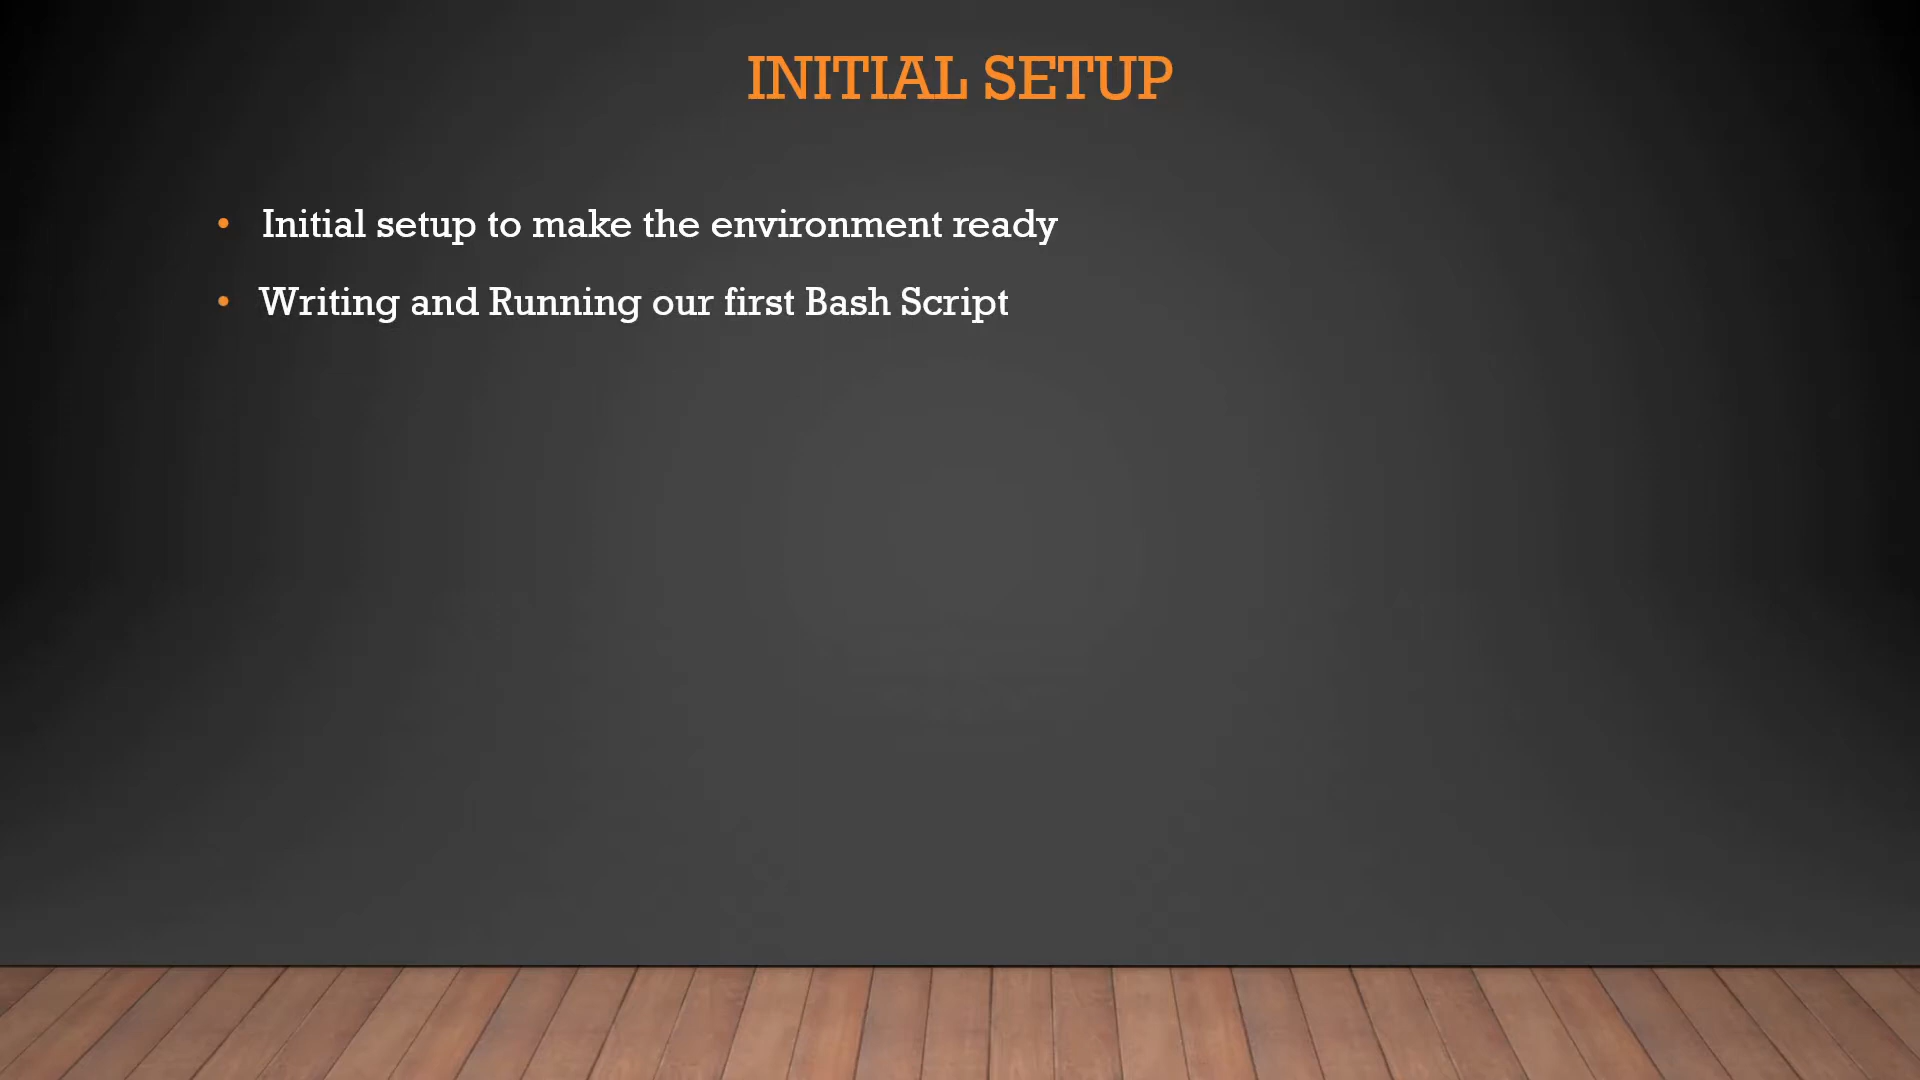 INITIAL SETUP
• Initial setup to make the environment ready
• Writing and Running our first Bash Script